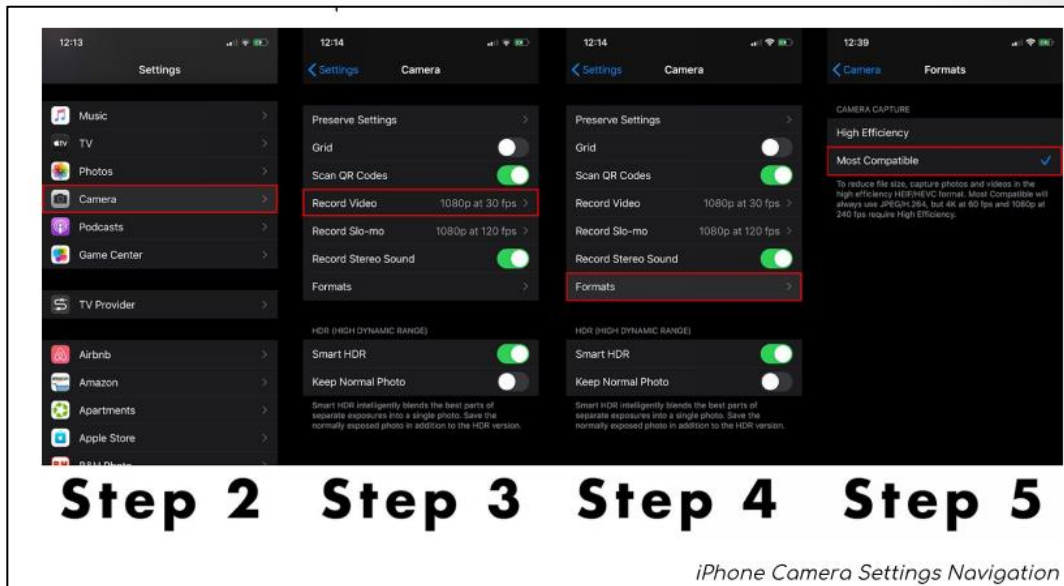 12:13
Settings
Music
TV
Photos
Camera
Podcasts
Game Center
TV Provider
Airbnb
Amazon
Apartments
Apple Store
B&H Photo
Step 2
12:14
Settings Camera
Preserve Settings
Grid
Scan QR Codes
Record Video 1080p at 30 fps
Record Slo-mo 1080p at 120 fps
Record Stereo Sound
Formats
HDR (HIGH DYNAMIC RANGE)
Smart HDR
Keep Normal Photo
Smart HDR intelligently blends the best parts of
separate exposures into a single photo. Save the
normally exposed photo in addition to the HDR version.
Step 3
12:14
Settings Camera
Preserve Settings
Grid
Scan QR Codes
Record Video 1080p at 30 fps
Record Slo-mo 1080p at 120 fps
Record Stereo Sound
Formats
HDR (HIGH DYNAMIC RANGE)
Smart HDR
Keep Normal Photo
Smart HDR intelligently blends the best parts of
separate exposures into a single photo. Save the
normally exposed photo in addition to the HDR version.
Step 4
12:39
Camera Formats
CAMERA CAPTURE
High Efficiency
Most Compatible
To reduce file size, capture photos and videos in the
high efficiency HEIF/HEVC format. Most Compatible will
always use JPEG/H.264, but 4K at 60 fps and 1080p at
240 fps require High Efficiency.
Step 5
iPhone Camera Settings Navigation